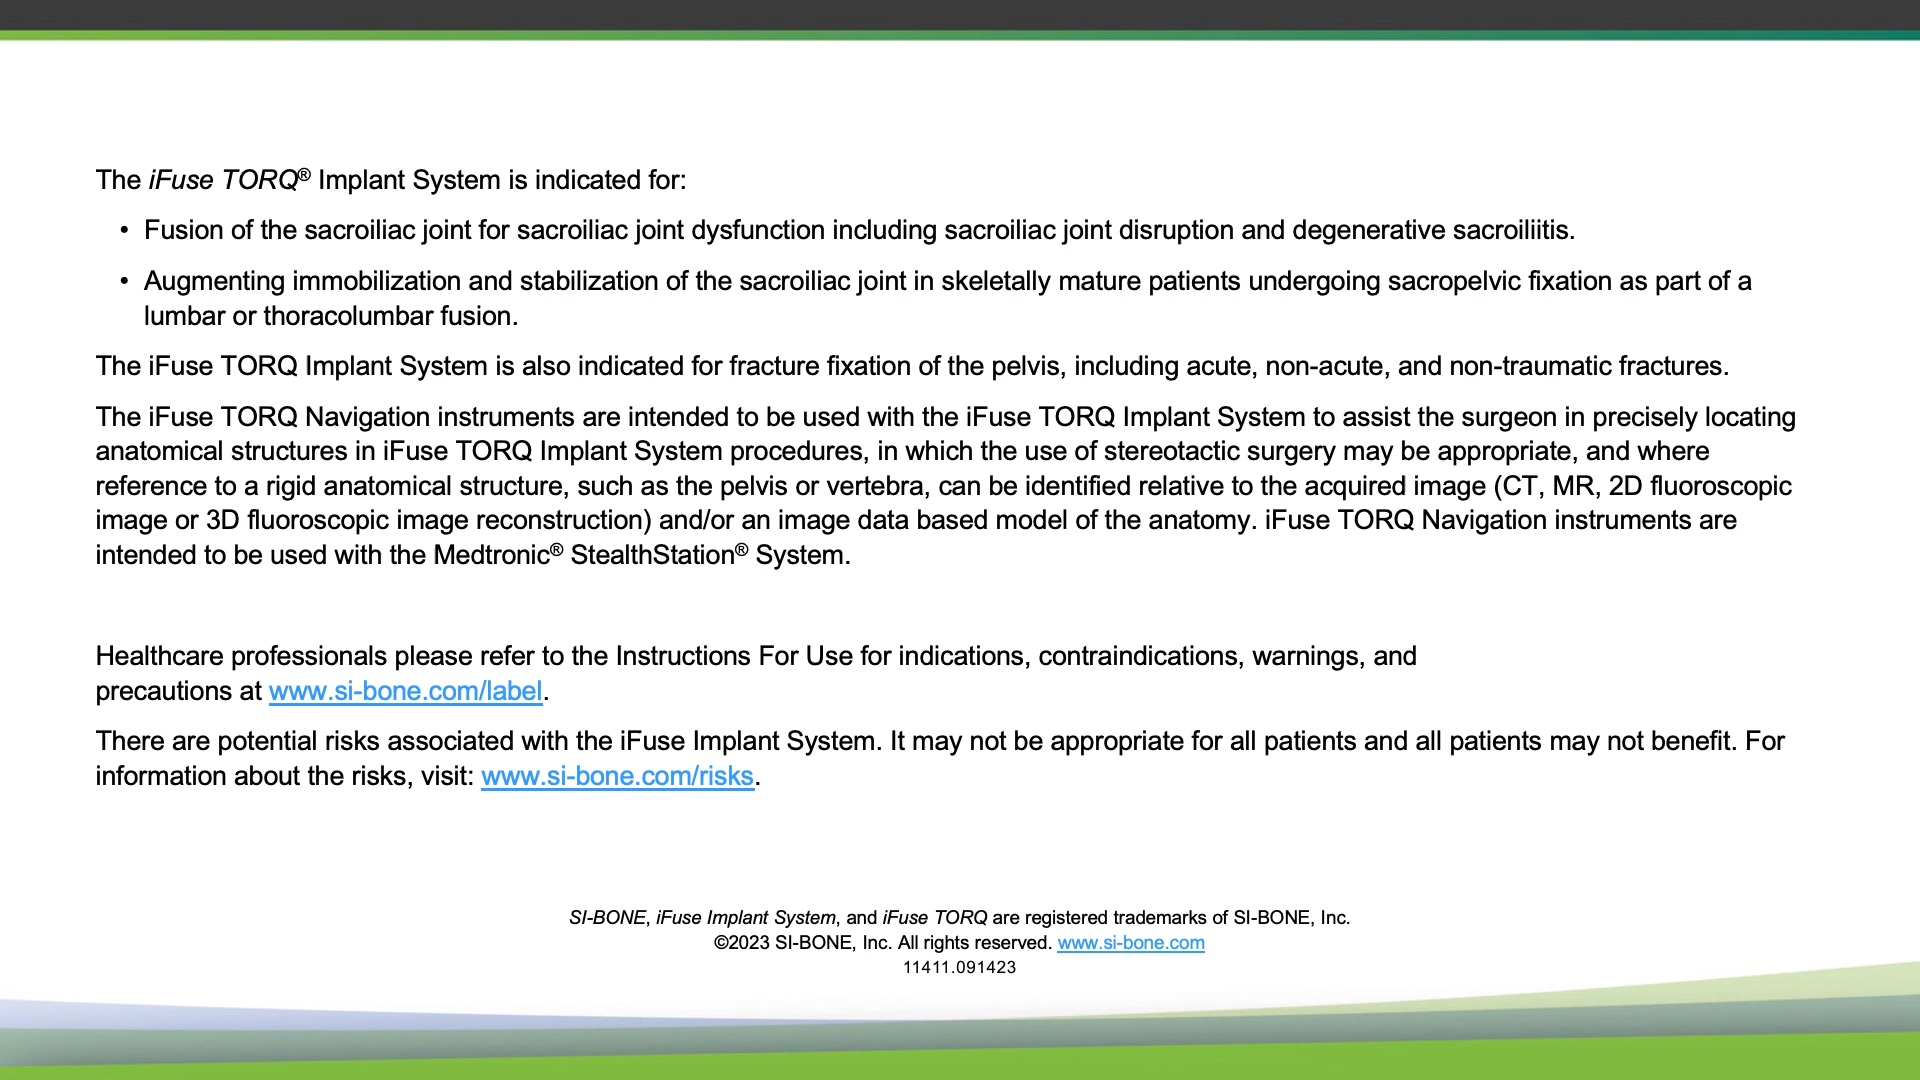 The iFuse TORQ® Implant System is indicated for:
• Fusion of the sacroiliac joint for sacroiliac joint dysfunction including sacroiliac joint disruption and degenerative sacroiliitis.
• Augmenting immobilization and stabilization of the sacroiliac joint in skeletally mature patients undergoing sacropelvic fixation as part of a
lumbar or thoracolumbar fusion.
The iFuse TORQ Implant System is also indicated for fracture fixation of the pelvis, including acute, non-acute, and non-traumatic fractures.
The iFuse TORQ Navigation instruments are intended to be used with the iFuse TORQ Implant System to assist the surgeon in precisely locating
anatomical structures in iFuse TORQ Implant System procedures, in which the use of stereotactic surgery may be appropriate, and where
reference to a rigid anatomical structure, such as the pelvis or vertebra, can be identified relative to the acquired image (CT, MR, 2D fluoroscopic
image or 3D fluoroscopic image reconstruction) and/or an image data based model of the anatomy. iFuse TORQ Navigation instruments are
intended to be used with the Medtronic® StealthStation® System.
Healthcare professionals please refer to the Instructions For Use for indications, contraindications, warnings, and
precautions at www.si-bone.com/label.
There are potential risks associated with the iFuse Implant System. It may not be appropriate for all patients and all patients may not benefit. For
information about the risks, visit: www.si-bone.com/risks.
SI-BONE, iFuse Implant System, and iFuse TORQ are registered trademarks of SI-BONE, Inc.
©2023 SI-BONE, Inc. All rights reserved. www.si-bone.com
11411.091423